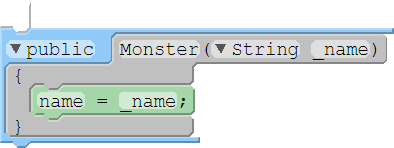 ▼public Monster(▼String _name)
{
name = _name;
}